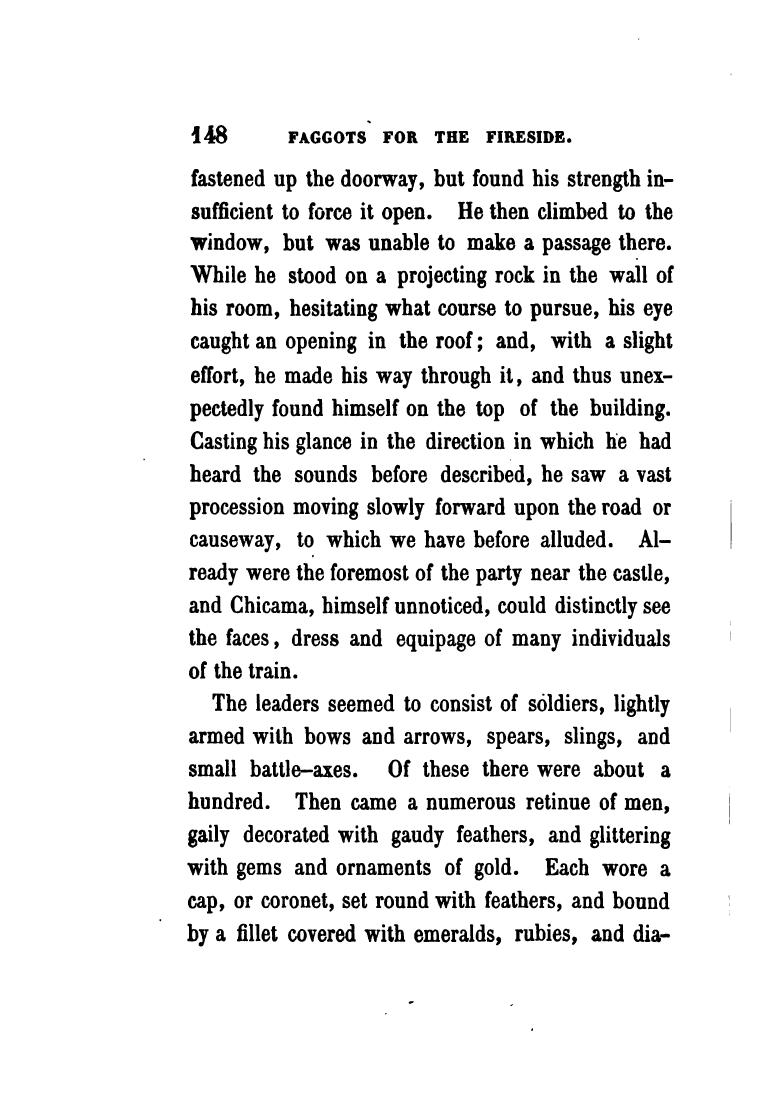 148 FAGGOTS FOR THE FIRESIDE.
fastened up the doorway, but found his strength in-
sufficient to force it open. He then climbed to the
window, but was unable to make a passage there.
While he stood on a projecting rock in the wall of
his room, hesitating what course to pursue, his eye
caught an opening in the roof; and, with a slight
effort, he made his way through it, and thus unex-
pectedly found himself on the top of the building.
Casting his glance in the direction in which he had
heard the sounds before described, he saw a vast
procession moving slowly forward upon the road or
causeway, to which we have before alluded. Al-
ready were the foremost of the party near the castle,
and Chicama, himself unnoticed, could distinctly see
the faces, dress and equipage of many individuals
of the train.
The leaders seemed to consist of soldiers, lightly
armed with bows and arrows, spears, slings, and
small battle-axes. Of these there were about a
hundred. Then came a numerous retinue of men,
gaily decorated with gaudy feathers, and glittering
with gems and ornaments of gold. Each wore a
cap, or coronet, set round with feathers, and bound
by a fillet covered with emeralds, rubies, and dia-